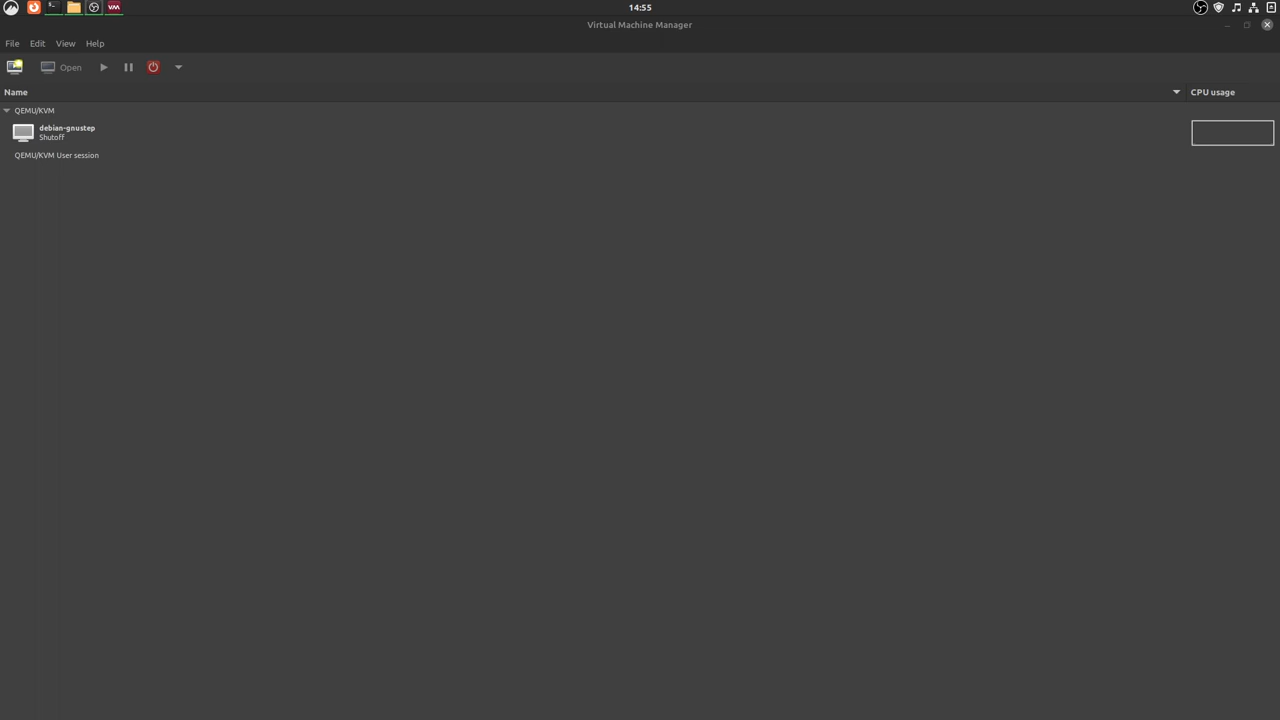 14:55
Virtual Machine Manager
File Edit View Help
Open
Name CPU usage
QEMU/KVM
debian-gnustep
Shutoff
QEMU/KVM User session